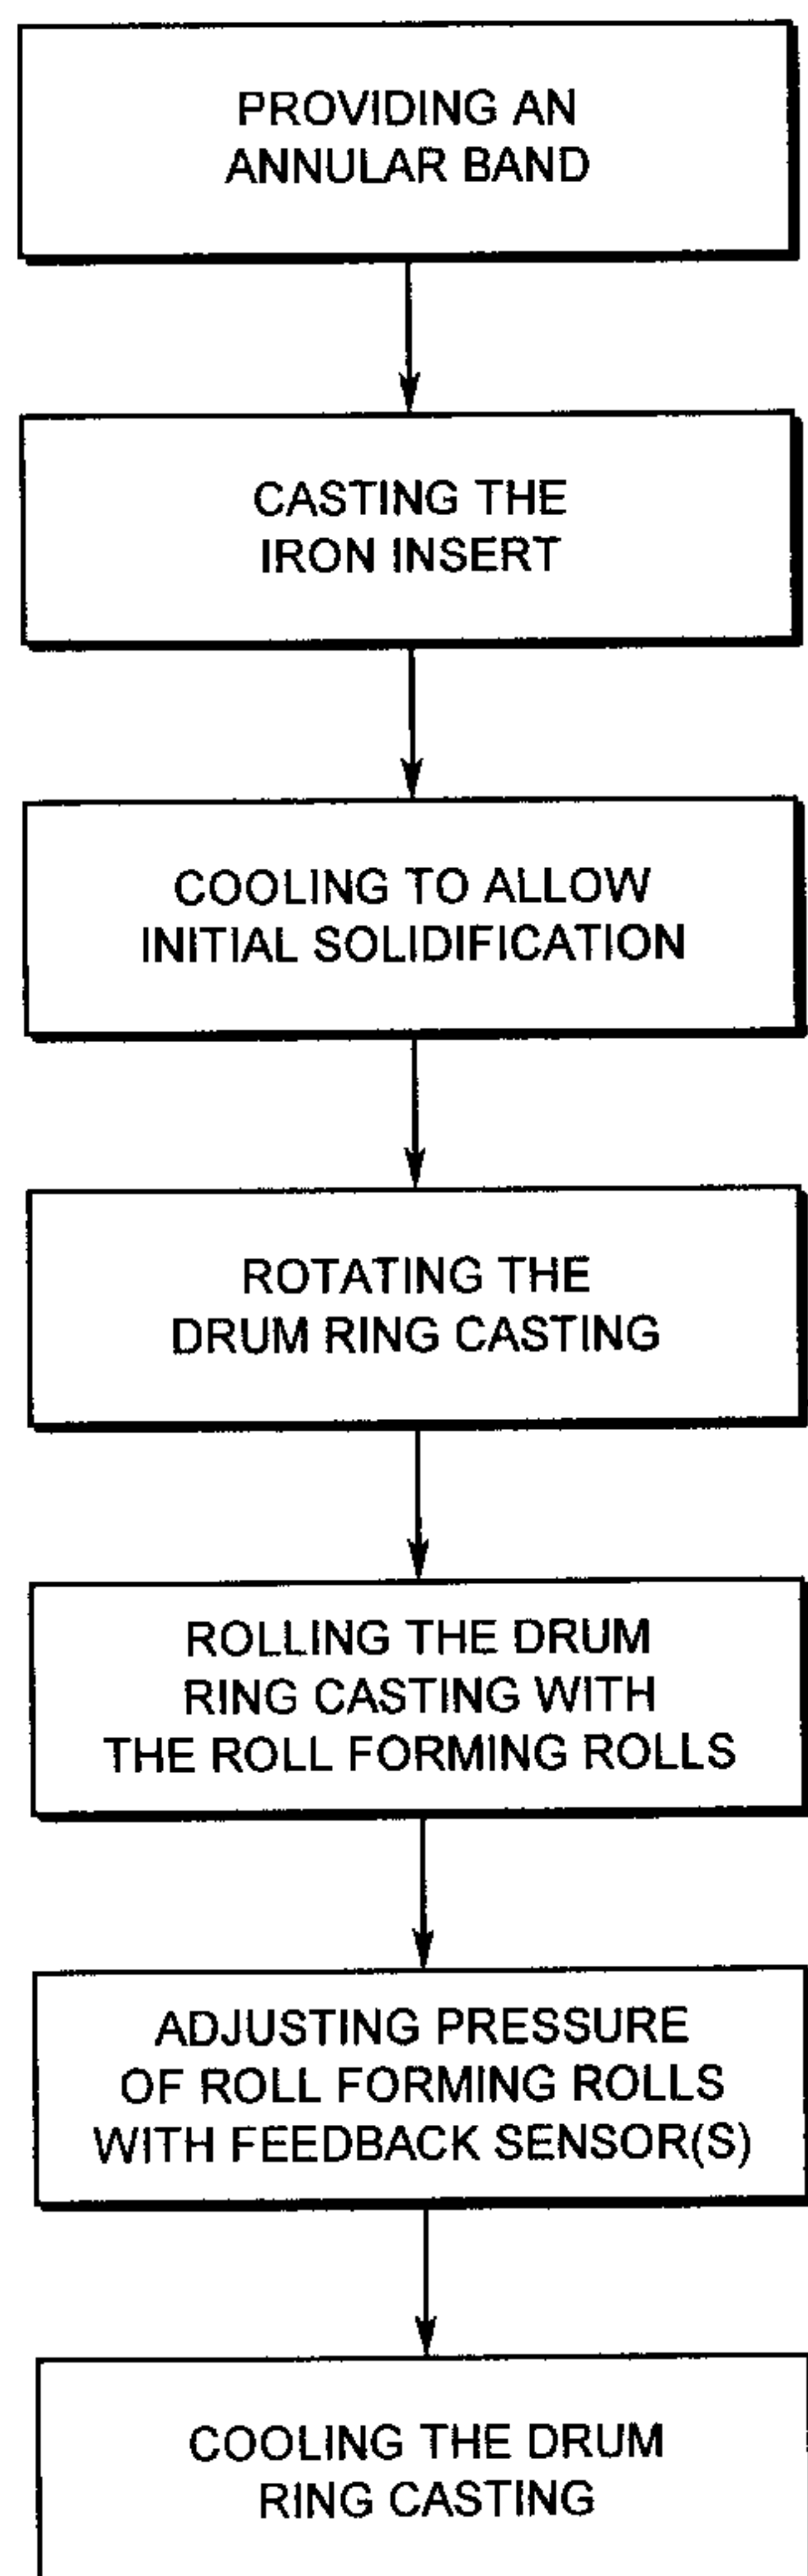 PROVIDING AN
ANNULAR BAND
CASTING THE
IRON INSERT
COOLING TO ALLOW
INITIAL SOLIDIFICATION
ROTATING THE
DRUM RING CASTING
ROLLING THE DRUM
RING CASTING WITH
THE ROLL FORMING ROLLS
ADJUSTING PRESSURE
OF ROLL FORMING ROLLS
WITH FEEDBACK SENSOR(S)
COOLING THE DRUM
RING CASTING